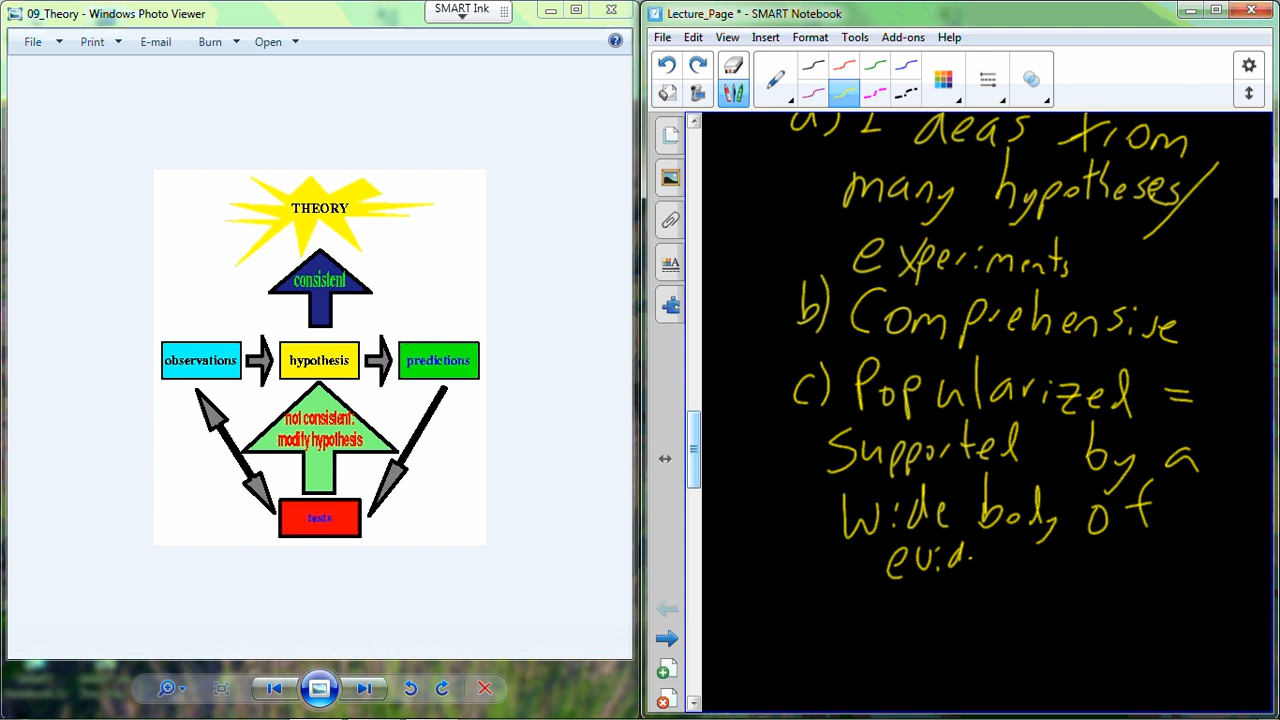 09_Theory - Windows Photo Viewer
SMART Ink
File Print E-mail Burn Open
THEORY
consistent
observations
hypothesis
predictions
not consistent:
modify hypothesis
tests
Lecture_Page * - SMART Notebook
File Edit View Insert Format Tools Add-ons Help
a) Ideas from
many hypotheses/
experiments
b) Comprehensive
c) Popularized =
Supported by a
wide body of
evid.